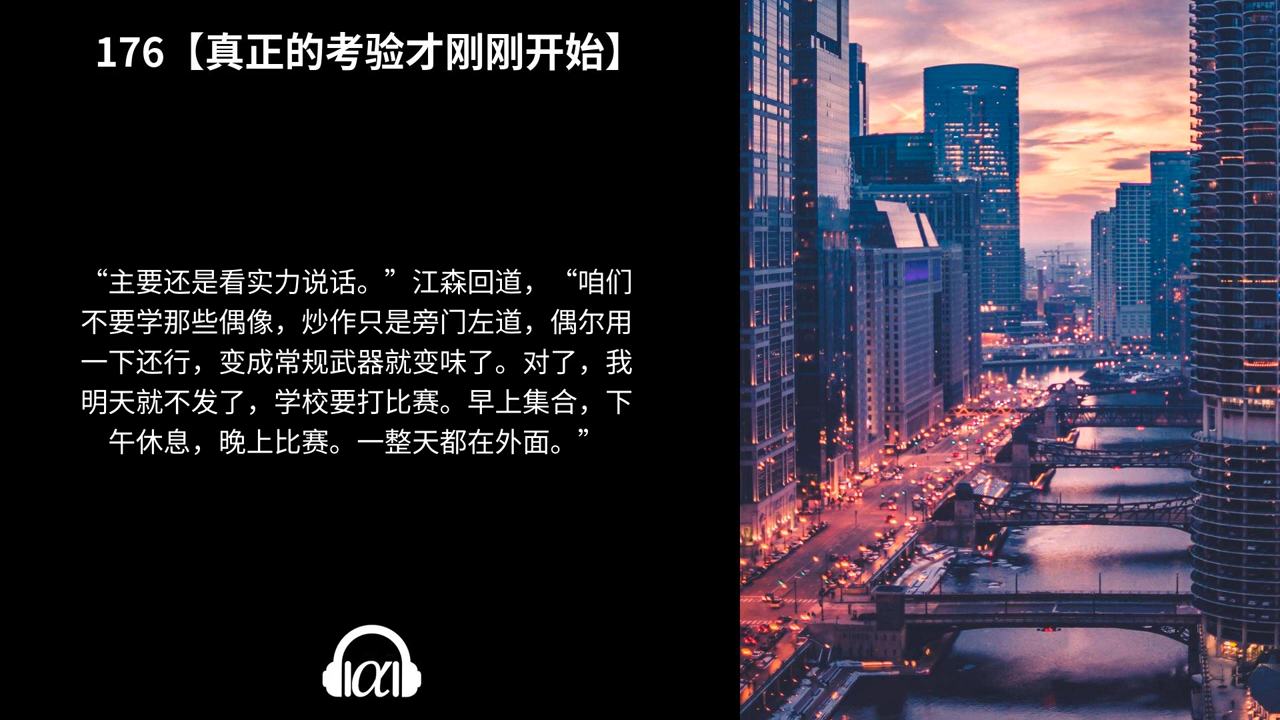 176【真正的考验才刚刚开始】
“主要还是看实力说话。”江森回道，“咱们
不要学那些偶像，炒作只是旁门左道，偶尔用
一下还行，变成常规武器就变味了。对了，我
明天就不发了，学校要打比赛。早上集合，下
午休息，晚上比赛。一整天都在外面。”
|α|